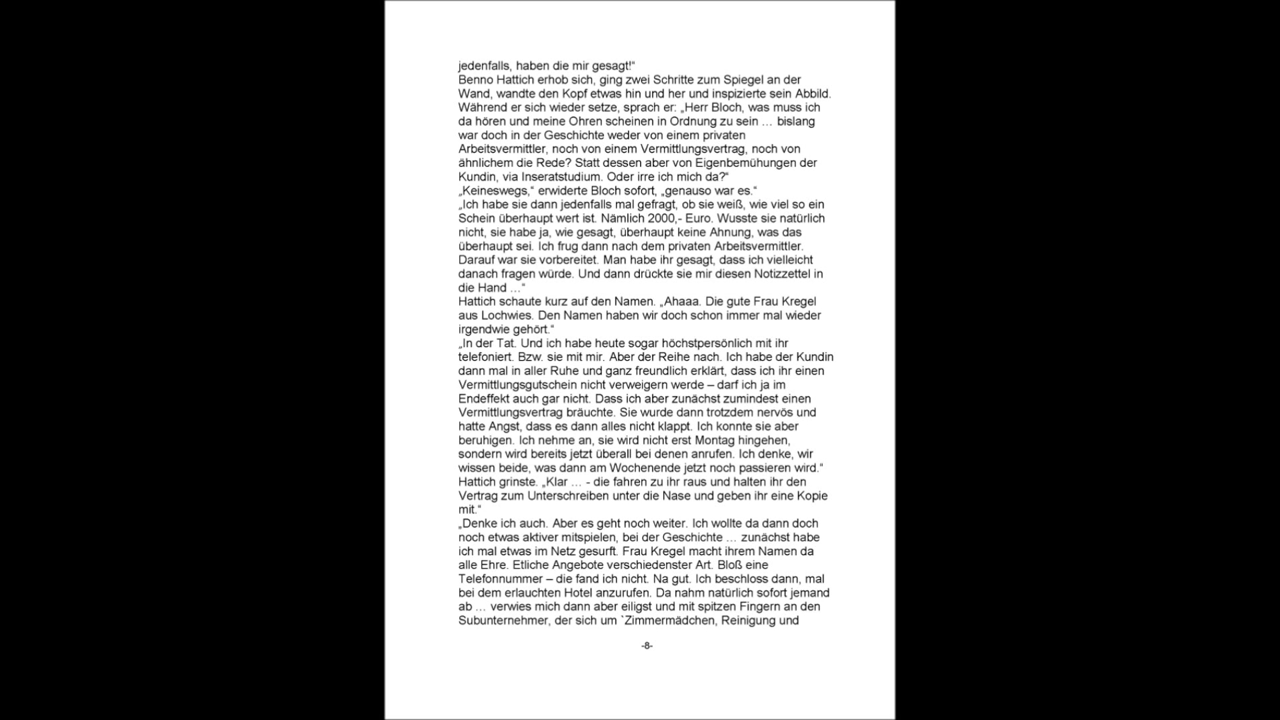 jedenfalls, haben die mir gesagt!“
Benno Hattich erhob sich, ging zwei Schritte zum Spiegel an der
Wand, wandte den Kopf etwas hin und her und inspizierte sein Abbild.
Während er sich wieder setze, sprach er: „Herr Bloch, was muss ich
da hören und meine Ohren scheinen in Ordnung zu sein … bislang
war doch in der Geschichte weder von einem privaten
Arbeitsvermittler, noch von einem Vermittlungsvertrag, noch von
ähnlichem die Rede? Statt dessen aber von Eigenbemühungen der
Kundin, via Inseratstudium. Oder irre ich mich da?“
„Keineswegs,“ erwiderte Bloch sofort, „genauso war es.“
„Ich habe sie dann jedenfalls mal gefragt, ob sie weiß, wie viel so ein
Schein überhaupt wert ist. Nämlich 2000,- Euro. Wusste sie natürlich
nicht, sie habe ja, wie gesagt, überhaupt keine Ahnung, was das
überhaupt sei. Ich frug dann nach dem privaten Arbeitsvermittler.
Darauf war sie vorbereitet. Man habe ihr gesagt, dass ich vielleicht
danach fragen würde. Und dann drückte sie mir diesen Notizzettel in
die Hand …“
Hattich schaute kurz auf den Namen. „Ahaaa. Die gute Frau Kregel
aus Lochwies. Den Namen haben wir doch schon immer mal wieder
irgendwie gehört.“
„In der Tat. Und ich habe heute sogar höchstpersönlich mit ihr
telefoniert. Bzw. sie mit mir. Aber der Reihe nach. Ich habe der Kundin
dann mal in aller Ruhe und ganz freundlich erklärt, dass ich ihr einen
Vermittlungsgutschein nicht verweigern werde – darf ich ja im
Endeffekt auch gar nicht. Dass ich aber zunächst zumindest einen
Vermittlungsvertrag bräuchte. Sie wurde dann trotzdem nervös und
hatte Angst, dass es dann alles nicht klappt. Ich konnte sie aber
beruhigen. Ich nehme an, sie wird nicht erst Montag hingehen,
sondern wird bereits jetzt überall bei denen anrufen. Ich denke, wir
wissen beide, was dann am Wochenende jetzt noch passieren wird.“
Hattich grinste. „Klar … - die fahren zu ihr raus und halten ihr den
Vertrag zum Unterschreiben unter die Nase und geben ihr eine Kopie
mit.“
„Denke ich auch. Aber es geht noch weiter. Ich wollte da dann doch
noch etwas aktiver mitspielen, bei der Geschichte … zunächst habe
ich mal etwas im Netz gesurft. Frau Kregel macht ihrem Namen da
alle Ehre. Etliche Angebote verschiedenster Art. Bloß eine
Telefonnummer – die fand ich nicht. Na gut. Ich beschloss dann, mal
bei dem erlauchten Hotel anzurufen. Da nahm natürlich sofort jemand
ab … verwies mich dann aber eiligst und mit spitzen Fingern an den
Subunternehmer, der sich um `Zimmermädchen, Reinigung und
-8-